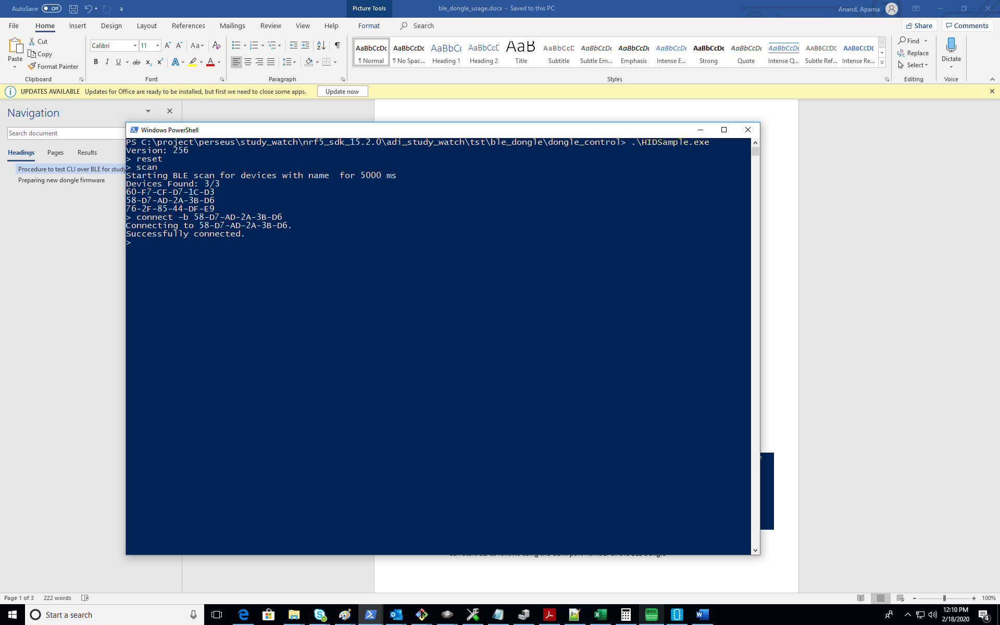 AutoSave Off
Picture Tools
ble_dongle_usage.docx - Saved to this PC
Anand, Aparna
File Home Insert Design Layout References Mailings Review View Help Format Search
Share Comments
Paste
Cut
Copy
Format Painter
Clipboard
Calibri 11
Font
Paragraph
AaBbCcDc AaBbCcDc AaBbCc AaBbCcD AaB AaBbCcD AaBbCcDc AaBbCcDc AaBbCcDc AaBbCcDc AaBbCcDc AaBbCcDc AABBCCDE AABBCCDE
¶ Normal ¶ No Spac... Heading 1 Heading 2 Title Subtitle Subtle Em... Emphasis Intense E... Strong Quote Intense Q... Subtle Ref... Intense Re...
Styles
Find
Replace
Select
Editing
Dictate
Voice
UPDATES AVAILABLE Updates for Office are ready to be installed, but first we need to close some apps. Update now
Navigation
Search document
Headings Pages Results
Procedure to test CLI over BLE for study
Preparing new dongle firmware
Windows PowerShell
PS C:\project\perseus\study_watch\nrf5_sdk_15.2.0\adi_study_watch\tst\ble_dongle\dongle_control> .\HIDSample.exe
Version: 256
> reset
> scan
Starting BLE scan for devices with name  for 5000 ms
Devices Found: 3/3
60-F7-CF-D7-1C-D3
58-D7-AD-2A-3B-D6
76-2F-85-44-DF-E9
> connect -b 58-D7-AD-2A-3B-D6
Connecting to 58-D7-AD-2A-3B-D6.
Successfully connected.
>
Page 1 of 3 222 words
100%
Start a search
12:10 PM
2/18/2020
4